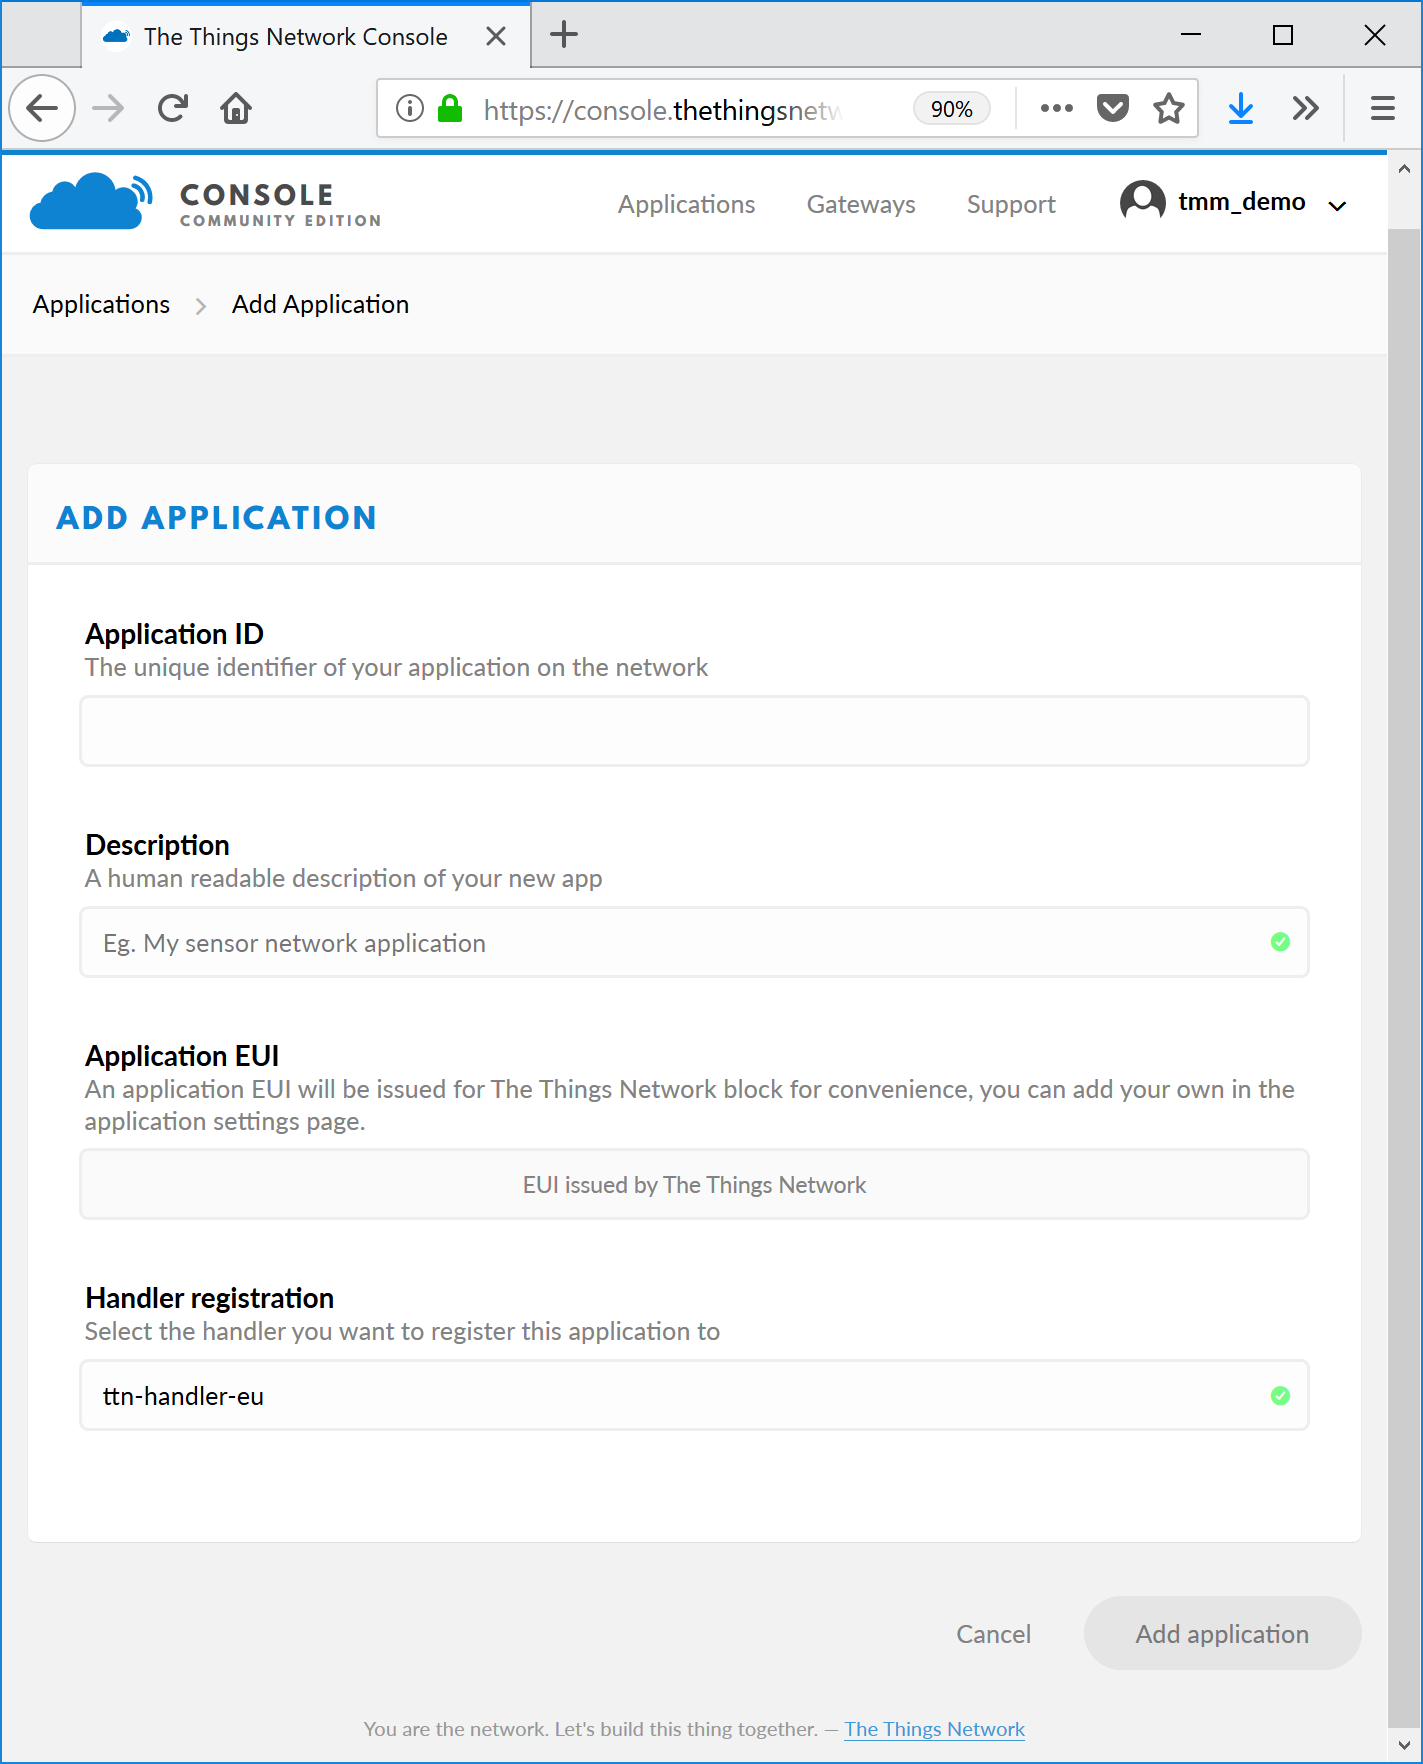 The Things Network Console
https://console.thethingsnetw
90%
CONSOLE
COMMUNITY EDITION
Applications
Gateways
Support
tmm_demo
Applications
Add Application
ADD APPLICATION
Application ID
The unique identifier of your application on the network
Description
A human readable description of your new app
Eg. My sensor network application
Application EUI
An application EUI will be issued for The Things Network block for convenience, you can add your own in the
application settings page.
EUI issued by The Things Network
Handler registration
Select the handler you want to register this application to
ttn-handler-eu
Cancel
Add application
You are the network. Let's build this thing together. — The Things Network